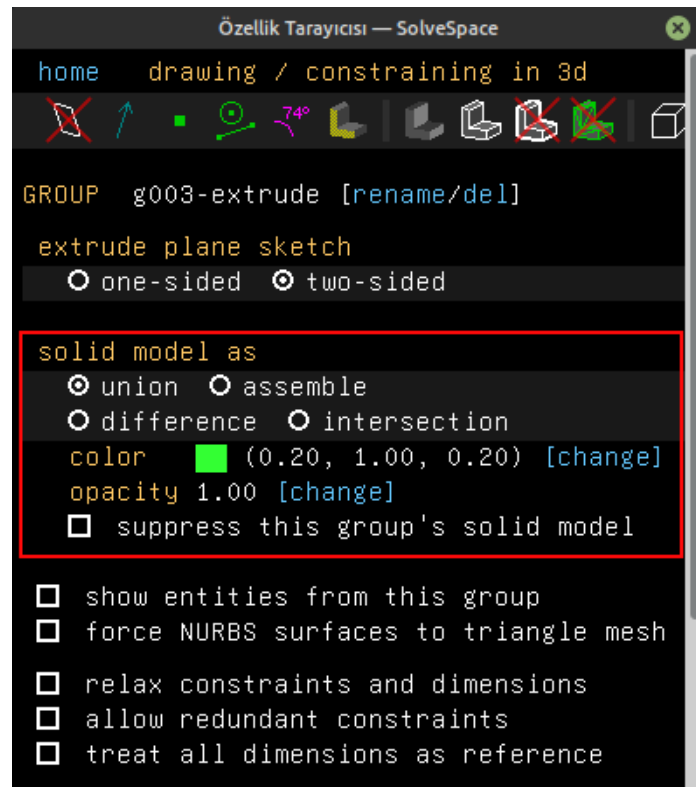 Özellik Tarayıcısı — SolveSpace
home drawing / constraining in 3d
74°
GROUP g003-extrude [rename/del]
extrude plane sketch
one-sided two-sided
solid model as
union assemble
difference intersection
color (0.20, 1.00, 0.20) [change]
opacity 1.00 [change]
suppress this group's solid model
show entities from this group
force NURBS surfaces to triangle mesh
relax constraints and dimensions
allow redundant constraints
treat all dimensions as reference